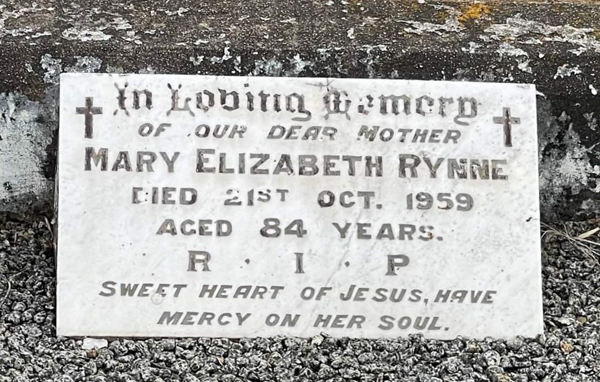 In Loving Memory
OF OUR DEAR MOTHER
MARY ELIZABETH RYNNE
DIED 21ST OCT. 1959
AGED 84 YEARS.
R · I · P
SWEET HEART OF JESUS, HAVE
MERCY ON HER SOUL.